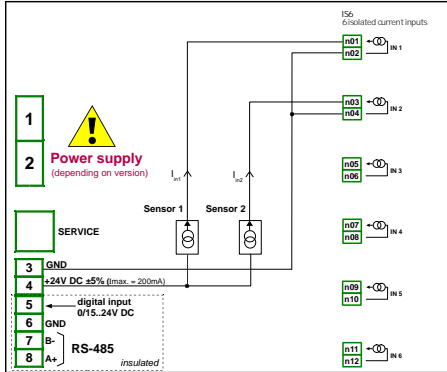 IS6
6 isolated current inputs
n01
n02
IN 1
n03
n04
IN 2
1
2
Power supply
(depending on version)
I in1
I in2
n05
n06
IN 3
Sensor 1
Sensor 2
SERVICE
n07
n08
IN 4
3 GND
4 +24V DC ±5% (Imax. = 200mA)
5 digital input
0/15..24V DC
6 GND
7 B-
8 A+
RS-485
insulated
n09
n10
IN 5
n11
n12
IN 6